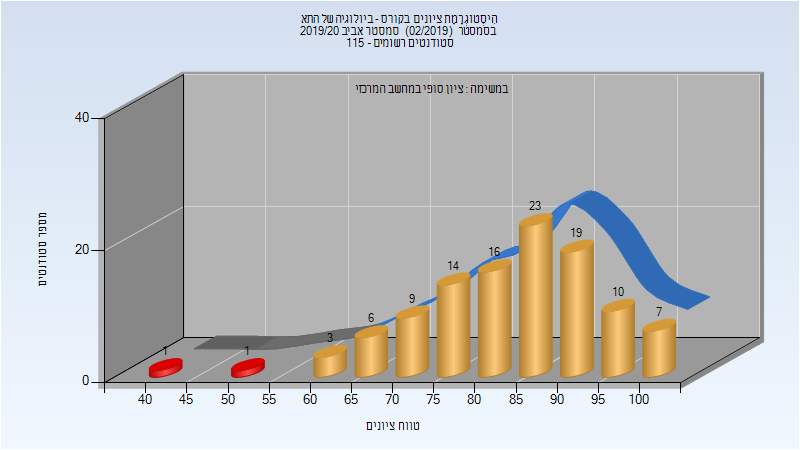 היסטוגרמת ציונים בקורס - ביולוגיה של התא
בסמסטר (02/2019) סמסטר אביב 2019/20
סטודנטים רשומים - 115
במשימה : ציון סופי במחשב המרכזי
מספר סטודנטים
40
20
0
1
1
3
6
9
14
16
23
19
10
7
40 45 50 55 60 65 70 75 80 85 90 95 100
טווח ציונים